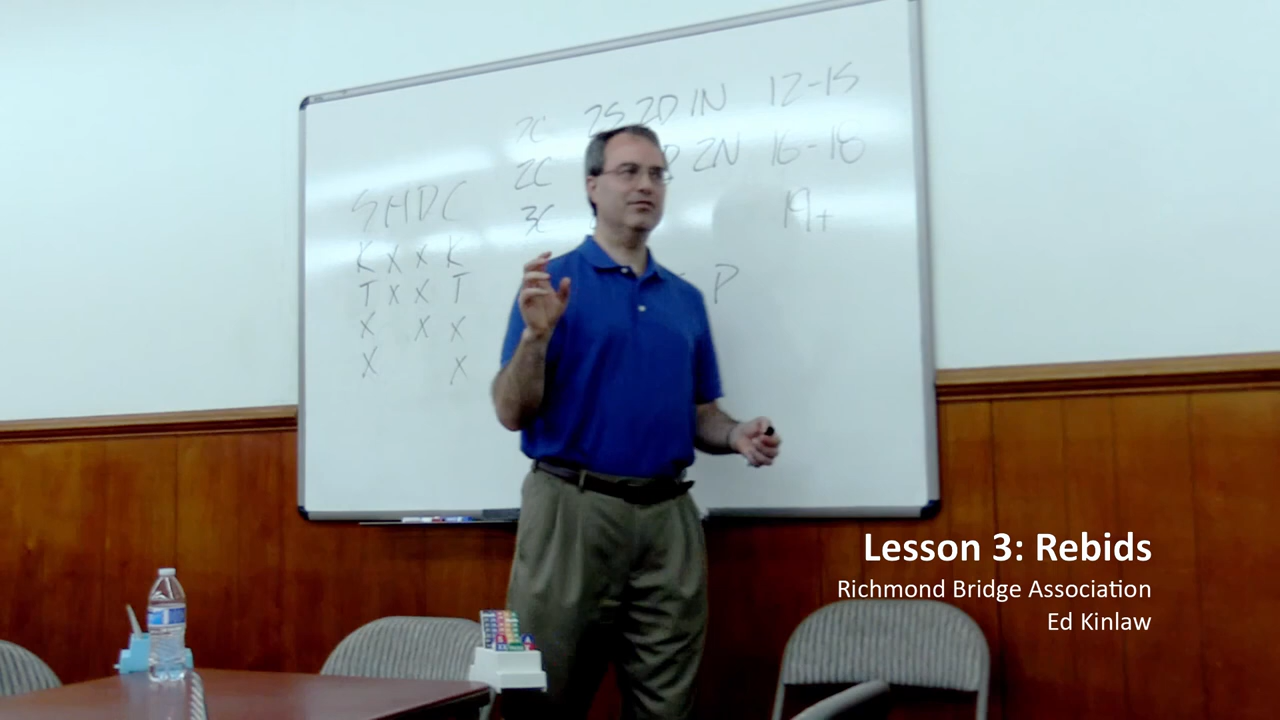 2C 2S 2D 1N 12-15
2C 2N 16-18
3C 19+
S H D C
K X X K
T X X T
X X X
X X
P
Lesson 3: Rebids
Richmond Bridge Association
Ed Kinlaw